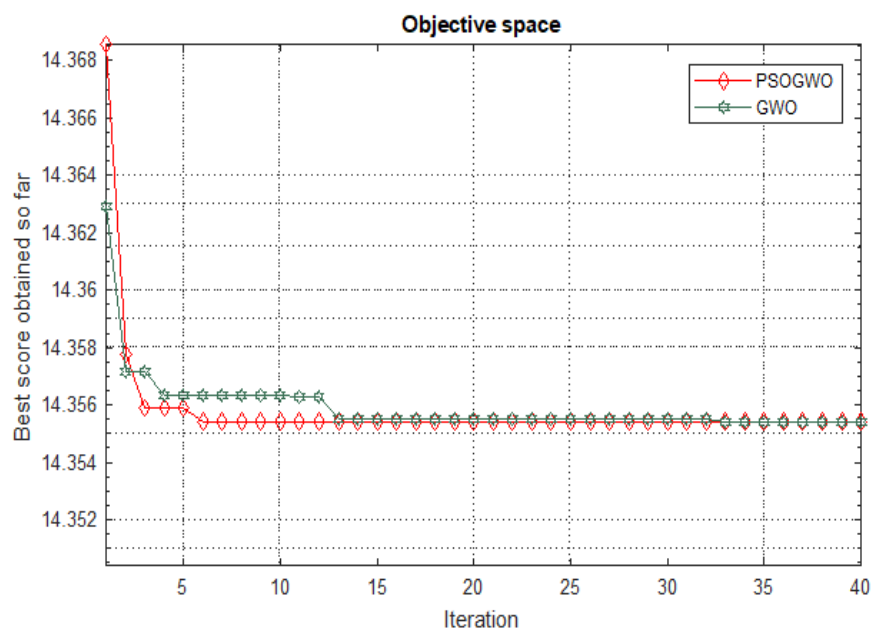 Objective space
14.368
14.366
14.364
14.362
14.36
14.358
14.356
14.354
14.352
Best score obtained so far
PSOGWO
GWO
5 10 15 20 25 30 35 40
Iteration